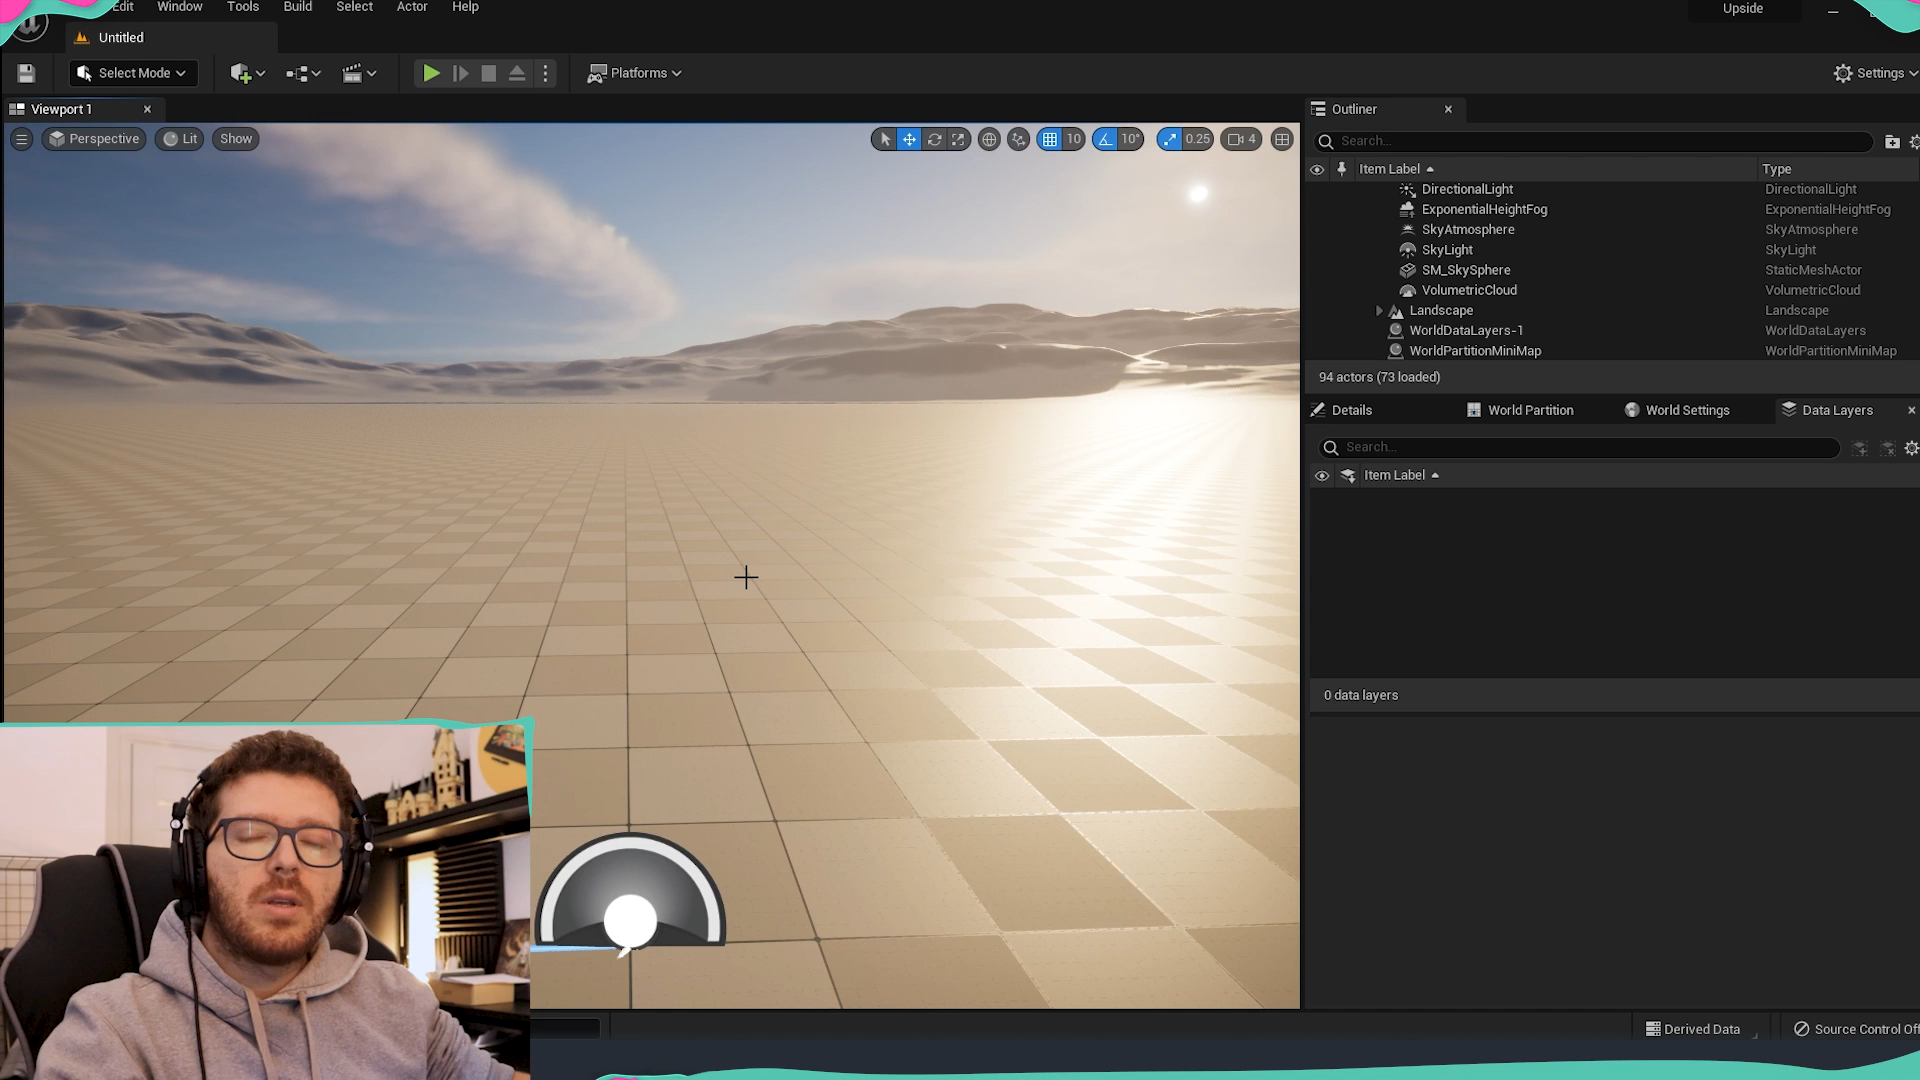 Edit Window Tools Build Select Actor Help
Upside
Untitled
Select Mode
Platforms
Settings
Viewport 1
Perspective
Lit
Show
10
10°
0.25
4
Outliner
Search...
Item Label Type
DirectionalLight DirectionalLight
ExponentialHeightFog ExponentialHeightFog
SkyAtmosphere SkyAtmosphere
SkyLight SkyLight
SM_SkySphere StaticMeshActor
VolumetricCloud VolumetricCloud
Landscape Landscape
WorldDataLayers-1 WorldDataLayers
WorldPartitionMiniMap WorldPartitionMiniMap
94 actors (73 loaded)
Details World Partition World Settings Data Layers
Search...
Item Label
0 data layers
Derived Data
Source Control Off